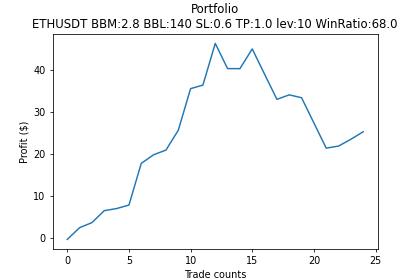 Portfolio
ETHUSDT BBM:2.8 BBL:140 SL:0.6 TP:1.0 lev:10 WinRatio:68.0
40
30
20
10
0
Profit ($)
0 5 10 15 20 25
Trade counts